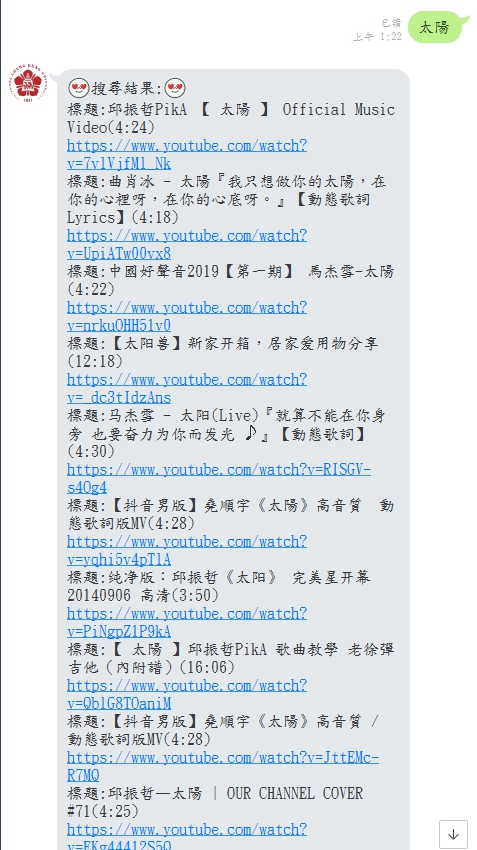 太陽
已讀
上午 1:22
搜尋結果:
標題:邱振哲PikA 【 太陽 】 Official Music
Video(4:24)
https://www.youtube.com/watch?
v=7vlVjfMl_Nk
標題:曲肖冰 - 太陽『我只想做你的太陽,在
你的心裡呀,在你的心底呀。』【動態歌詞
Lyrics】(4:18)
https://www.youtube.com/watch?
v=UpiATw00vx8
標題:中國好聲音2019【第一期】 馬杰雲-太陽
(4:22)
https://www.youtube.com/watch?
v=nrkuOHH51v0
標題:【太阳兽】新家开箱,居家爱用物分享
(12:18)
https://www.youtube.com/watch?
v=_dc3tIdzAns
標題:马杰雲 - 太阳(Live)『就算不能在你身
旁 也要奋力为你而发光 ♪』【動態歌詞】
(4:30)
https://www.youtube.com/watch?v=RISGV-
s4Og4
標題:【抖音男版】堯順宇《太陽》高音質 動
態歌詞版MV(4:28)
https://www.youtube.com/watch?
v=yqhi5v4pTlA
標題:纯净版:邱振哲《太阳》 完美星开幕
20140906 高清(3:50)
https://www.youtube.com/watch?
v=PiNgpZ1P9kA
標題:【 太陽 】邱振哲PikA 歌曲教學 老徐彈
吉他 (內附譜)(16:06)
https://www.youtube.com/watch?
v=QblG8TOaniM
標題:【抖音男版】堯順宇《太陽》高音質 /
動態歌詞版MV(4:28)
https://www.youtube.com/watch?v=JttEMc-
R7MQ
標題:邱振哲—太陽 | OUR CHANNEL COVER
#71(4:25)
https://www.youtube.com/watch?